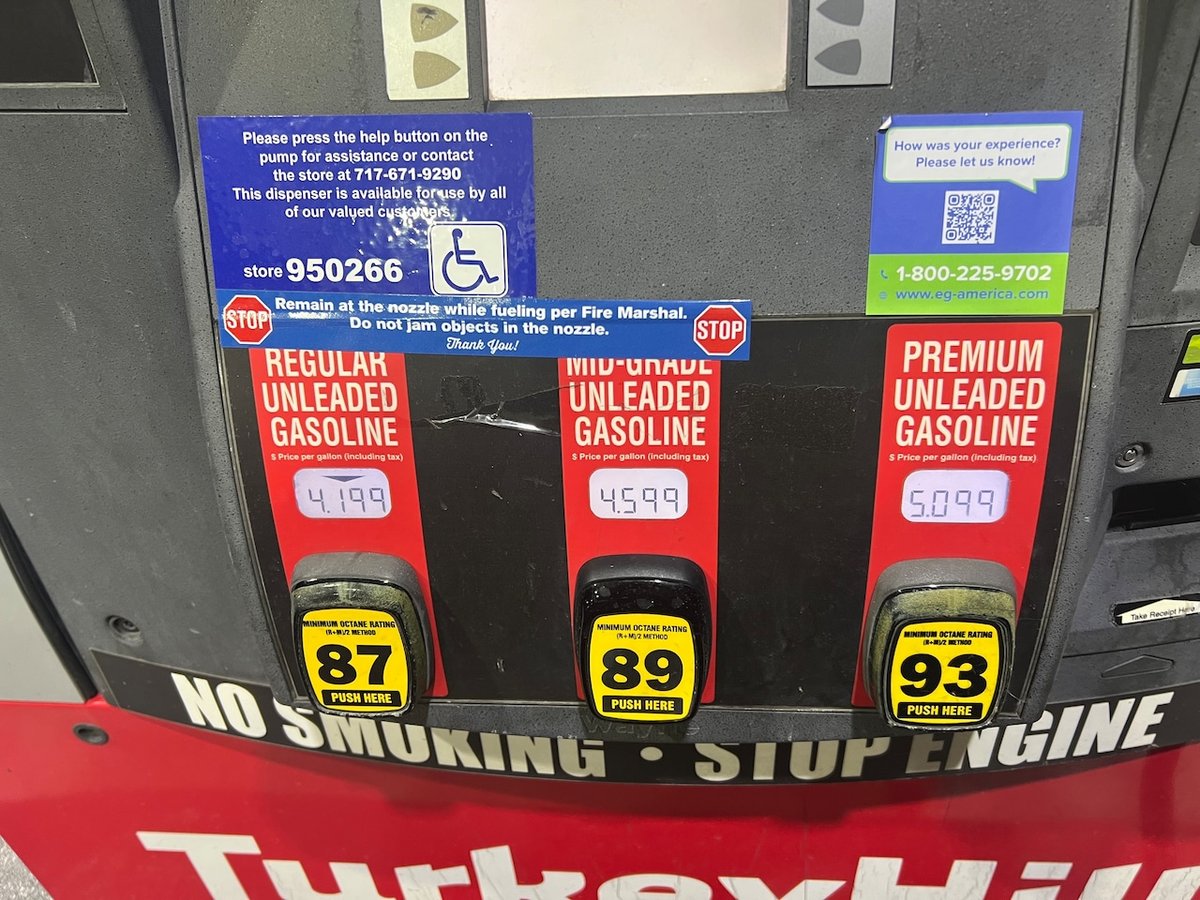 Please press the help button on the
pump for assistance or contact
the store at 717-671-9290
This dispenser is available for use by all
of our valued customers.
store 950266
How was your experience?
Please let us know!
1-800-225-9702
www.eg-america.com
STOP
Remain at the nozzle while fueling per Fire Marshal.
Do not jam objects in the nozzle.
Thank You!
STOP
REGULAR
UNLEADED
GASOLINE
$ Price per gallon (including tax)
4.199
MID-GRADE
UNLEADED
GASOLINE
$ Price per gallon (including tax)
4.599
PREMIUM
UNLEADED
GASOLINE
$ Price per gallon (including tax)
5.099
MINIMUM OCTANE RATING
(R+M)/2 METHOD
87
PUSH HERE
MINIMUM OCTANE RATING
(R+M)/2 METHOD
89
PUSH HERE
MINIMUM OCTANE RATING
(R+M)/2 METHOD
93
PUSH HERE
Take Receipt Here
wayne
NO SMOKING • STOP ENGINE
Turkey Hill